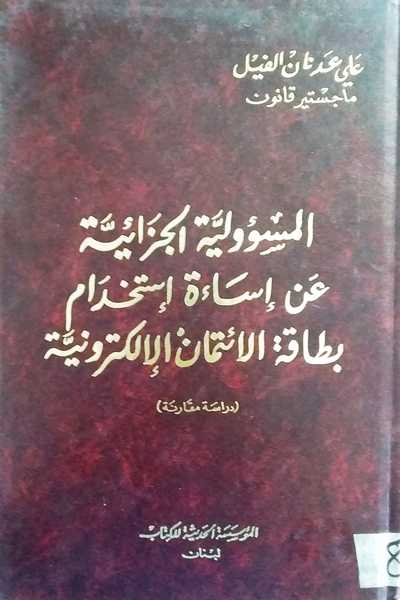 علي عدنان الفيل
ماجستير قانون
المسؤولية الجزائية
عن إساءة إستخدام
بطاقة الائتمان الإلكترونية
(دراسة مقارنة)
المؤسسة الحديثة للكتاب
لبنان
8